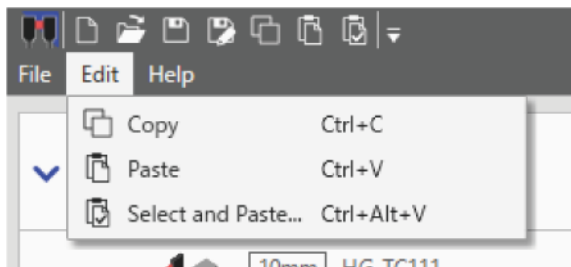 File Edit Help
Copy Ctrl+C
Paste Ctrl+V
Select and Paste... Ctrl+Alt+V
10mm HG-TC111